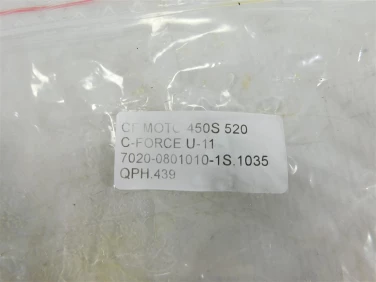 CF MOTO 450S 520
C-FORCE U-11
7020-0801010-1S.1035
QPH.439